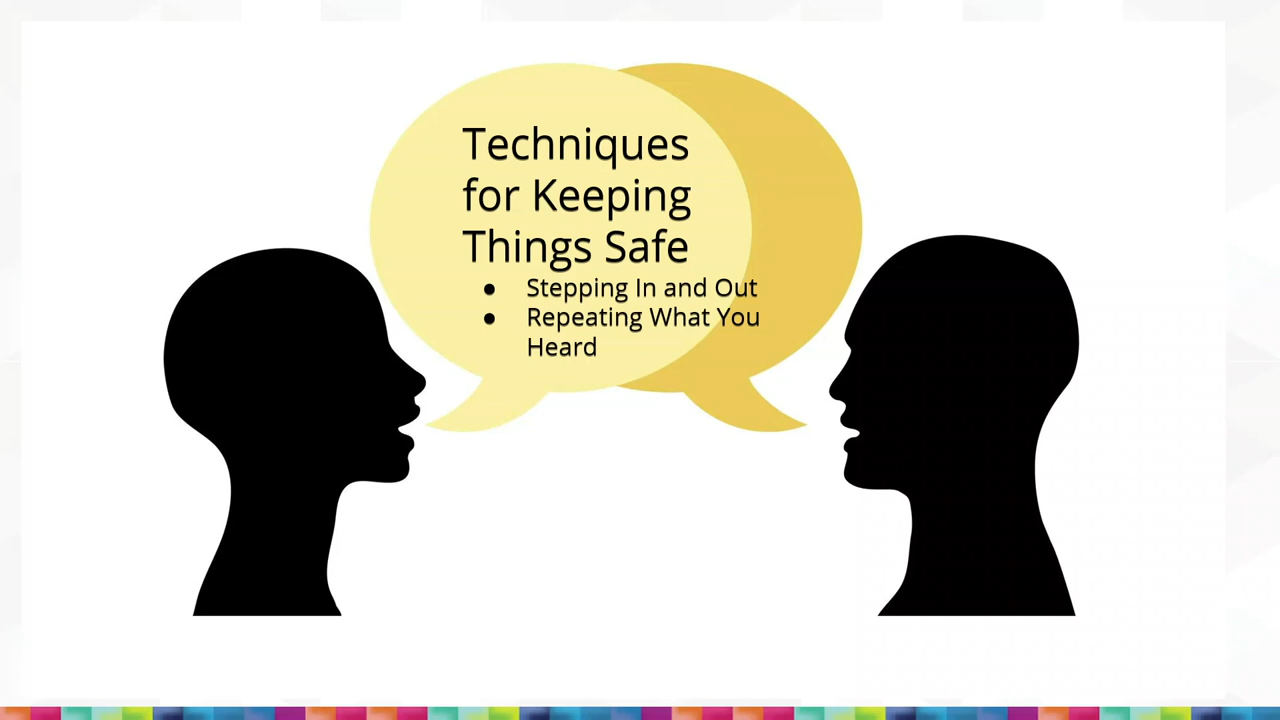 Techniques
for Keeping
Things Safe
● Stepping In and Out
● Repeating What You
Heard